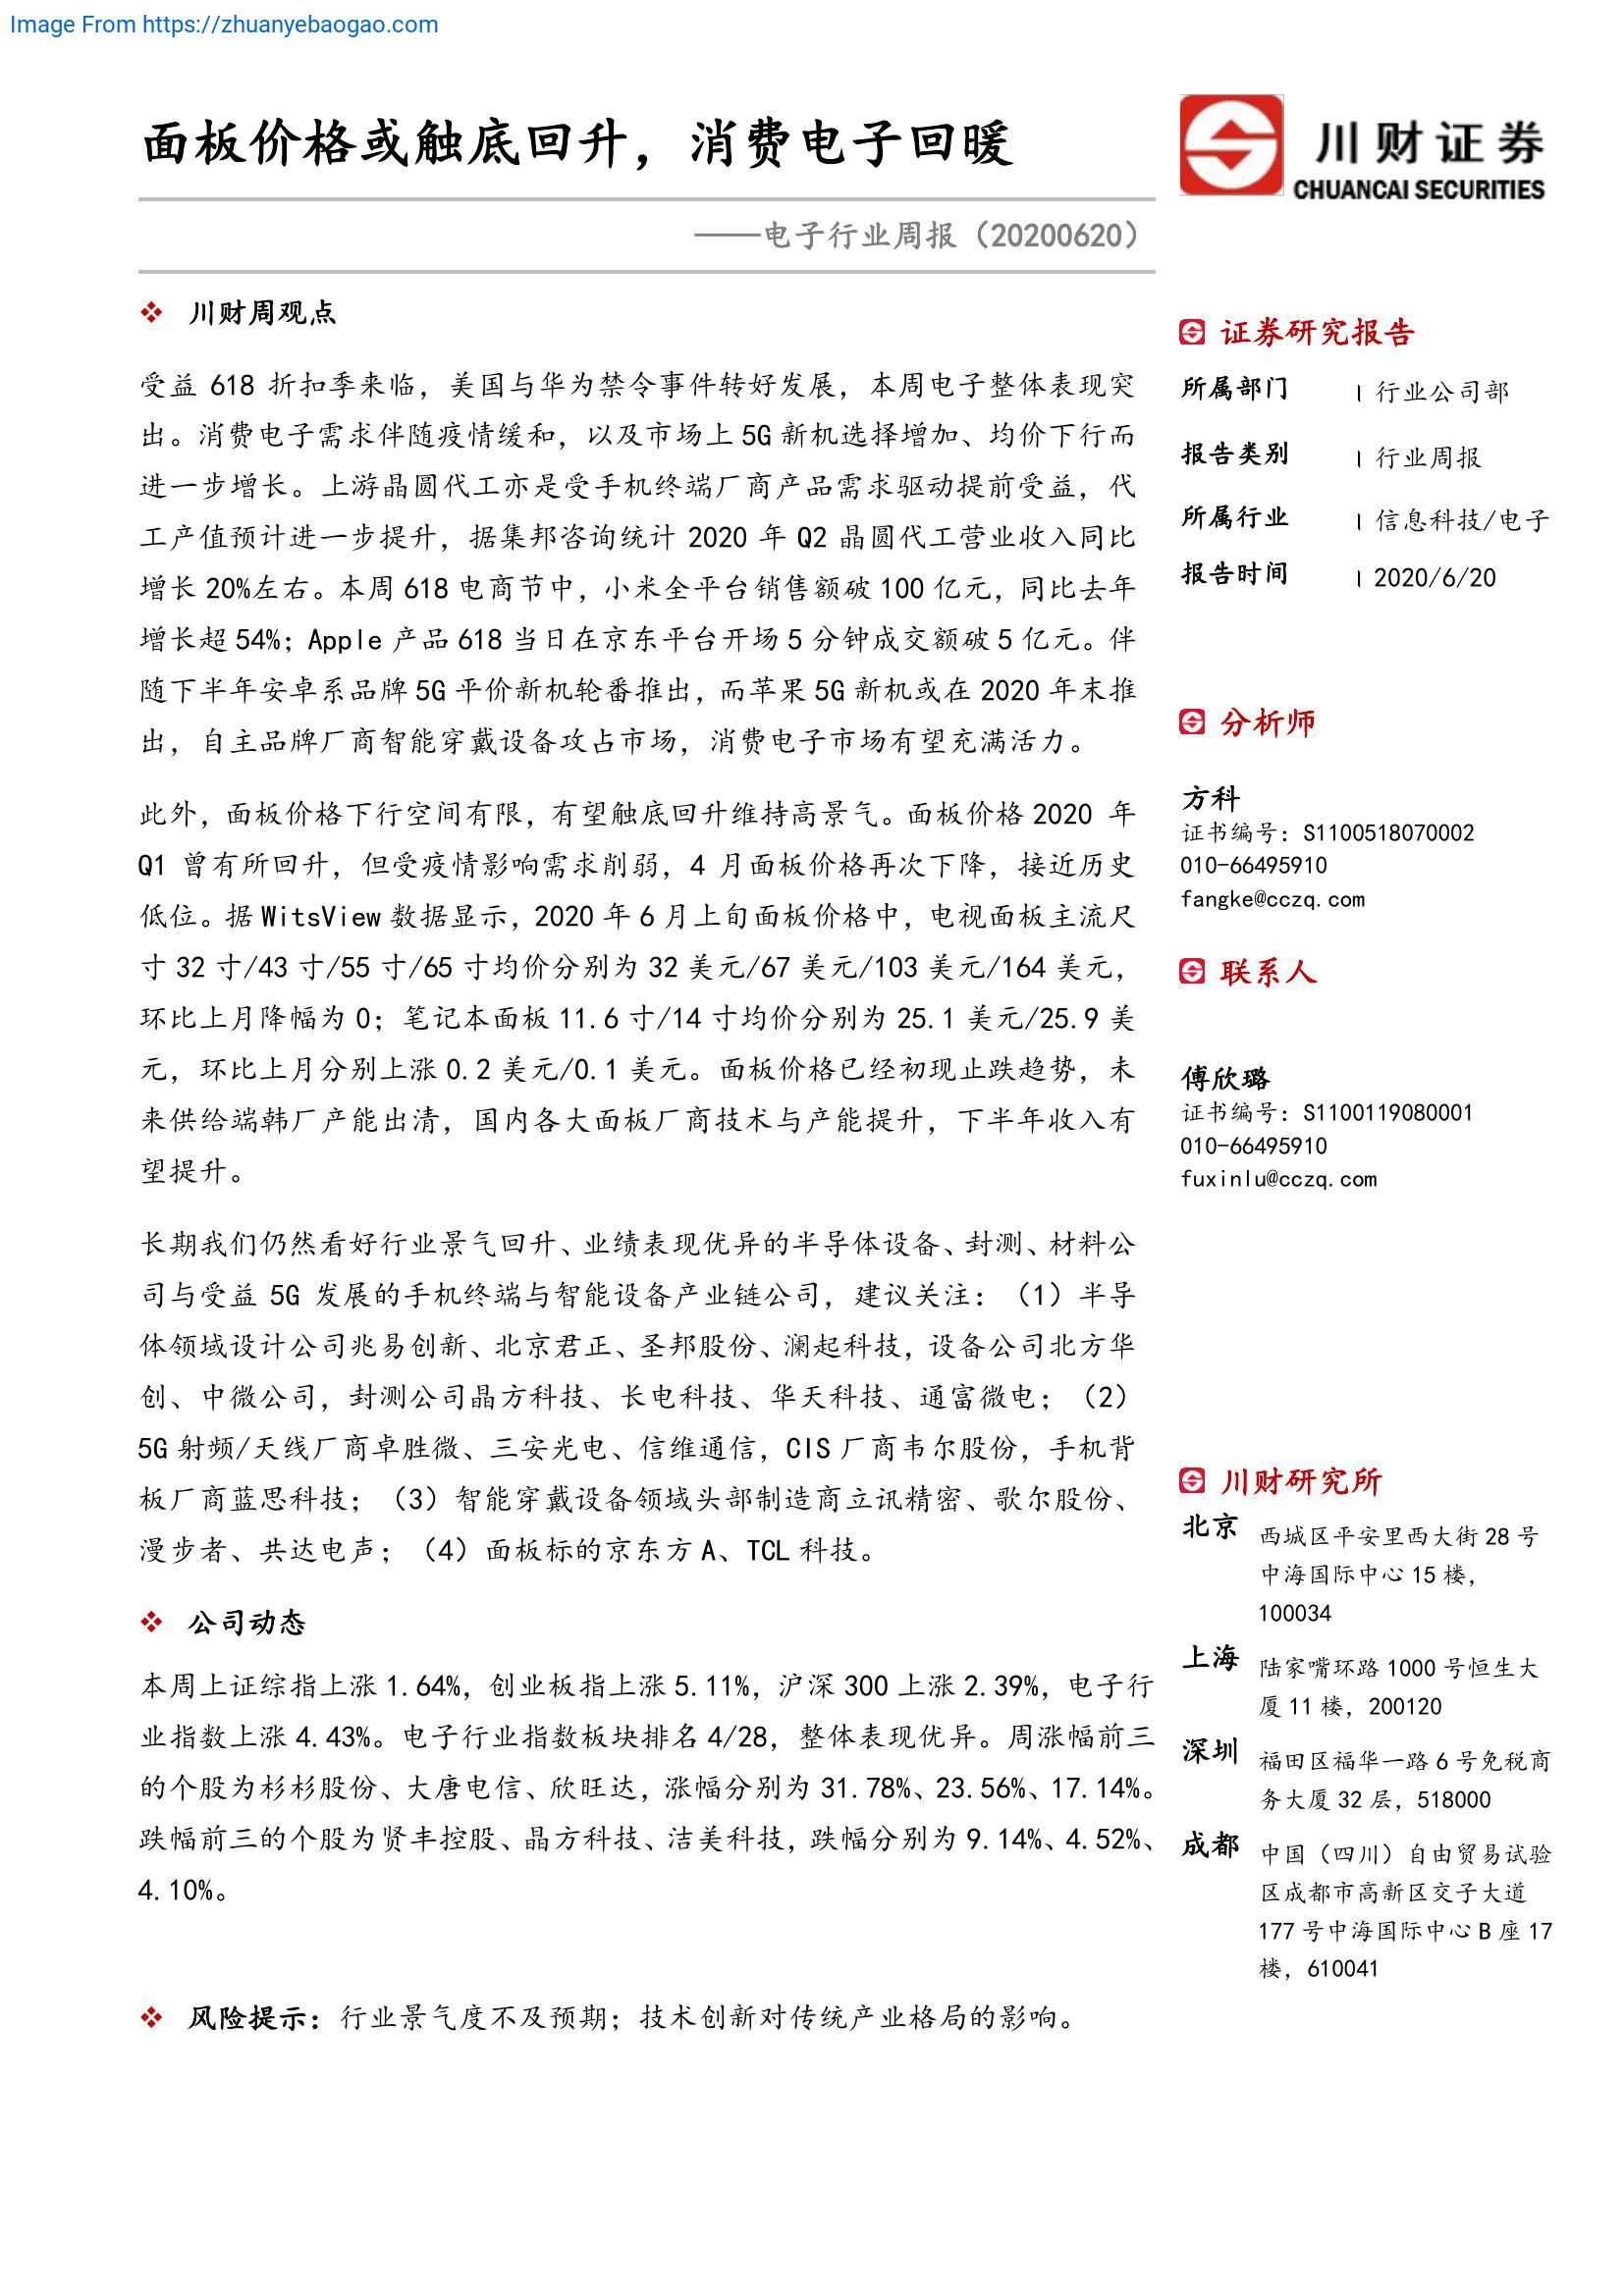 Image From https://zhuanyebaogao.com
面板价格或触底回升，消费电子回暖
川财证券
CHUANCAI SECURITIES
——电子行业周报（20200620）
川财周观点
受益 618 折扣季来临，美国与华为禁令事件转好发展，本周电子整体表现突
出。消费电子需求伴随疫情缓和，以及市场上 5G 新机选择增加、均价下行而
进一步增长。上游晶圆代工亦是受手机终端厂商产品需求驱动提前受益，代
工产值预计进一步提升，据集邦咨询统计 2020 年 Q2 晶圆代工营业收入同比
增长 20%左右。本周 618 电商节中，小米全平台销售额破 100 亿元，同比去年
增长超 54%；Apple 产品 618 当日在京东平台开场 5 分钟成交额破 5 亿元。伴
随下半年安卓系品牌 5G 平价新机轮番推出，而苹果 5G 新机或在 2020 年末推
出，自主品牌厂商智能穿戴设备攻占市场，消费电子市场有望充满活力。
此外，面板价格下行空间有限，有望触底回升维持高景气。面板价格 2020 年
Q1 曾有所回升，但受疫情影响需求削弱，4 月面板价格再次下降，接近历史
低位。据 WitsView 数据显示，2020 年 6 月上旬面板价格中，电视面板主流尺
寸 32 寸/43 寸/55 寸/65 寸均价分别为 32 美元/67 美元/103 美元/164 美元，
环比上月降幅为 0；笔记本面板 11.6 寸/14 寸均价分别为 25.1 美元/25.9 美
元，环比上月分别上涨 0.2 美元/0.1 美元。面板价格已经初现止跌趋势，未
来供给端韩厂产能出清，国内各大面板厂商技术与产能提升，下半年收入有
望提升。
长期我们仍然看好行业景气回升、业绩表现优异的半导体设备、封测、材料公
司与受益 5G 发展的手机终端与智能设备产业链公司，建议关注：（1）半导
体领域设计公司兆易创新、北京君正、圣邦股份、澜起科技，设备公司北方华
创、中微公司，封测公司晶方科技、长电科技、华天科技、通富微电；（2）
5G 射频/天线厂商卓胜微、三安光电、信维通信，CIS 厂商韦尔股份，手机背
板厂商蓝思科技；（3）智能穿戴设备领域头部制造商立讯精密、歌尔股份、
漫步者、共达电声；（4）面板标的京东方 A、TCL 科技。
公司动态
本周上证综指上涨 1.64%，创业板指上涨 5.11%，沪深 300 上涨 2.39%，电子行
业指数上涨 4.43%。电子行业指数板块排名 4/28，整体表现优异。周涨幅前三
的个股为杉杉股份、大唐电信、欣旺达，涨幅分别为 31.78%、23.56%、17.14%。
跌幅前三的个股为贤丰控股、晶方科技、洁美科技，跌幅分别为 9.14%、4.52%、
4.10%。
风险提示：行业景气度不及预期；技术创新对传统产业格局的影响。
证券研究报告
所属部门 | 行业公司部
报告类别 | 行业周报
所属行业 | 信息科技/电子
报告时间 | 2020/6/20
分析师
方科
证书编号：S1100518070002
010-66495910
fangke@cczq.com
联系人
傅欣璐
证书编号：S1100119080001
010-66495910
fuxinlu@cczq.com
川财研究所
北京 西城区平安里西大街 28 号
中海国际中心 15 楼，
100034
上海 陆家嘴环路 1000 号恒生大
厦 11 楼，200120
深圳 福田区福华一路 6 号免税商
务大厦 32 层，518000
成都 中国（四川）自由贸易试验
区成都市高新区交子大道
177 号中海国际中心 B 座 17
楼，610041